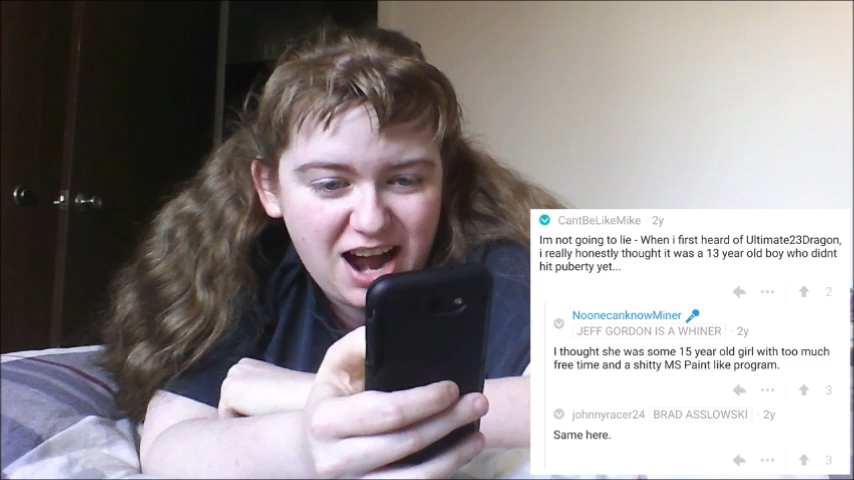 CantBeLikeMike · 2y
Im not going to lie - When i first heard of Ultimate23Dragon,
i really honestly thought it was a 13 year old boy who didnt
hit puberty yet...
2
NoonecanknowMiner
JEFF GORDON IS A WHINER · 2y
I thought she was some 15 year old girl with too much
free time and a shitty MS Paint like program.
3
johnnyracer24 BRAD ASSLOWSKI · 2y
Same here.
3